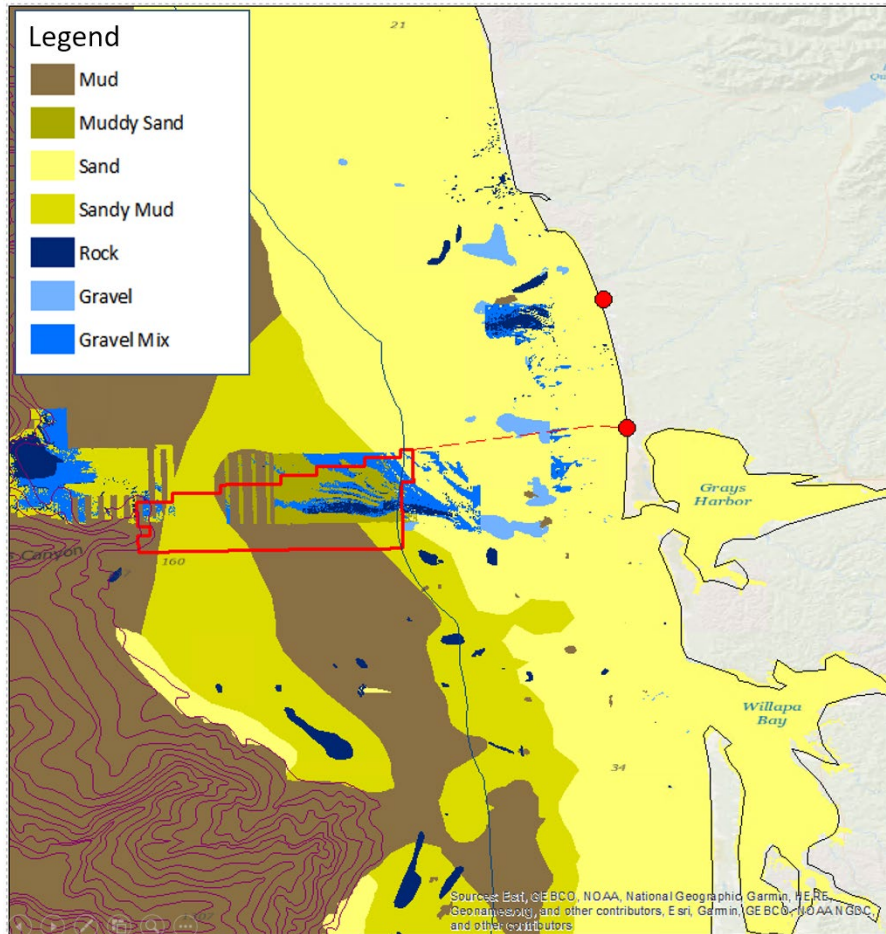 Legend
Mud
Muddy Sand
Sand
Sandy Mud
Rock
Gravel
Gravel Mix
21
Grays
Harbor
Canyon
160
Willapa
Bay
34
Sources: Esri, GEBCO, NOAA, National Geographic, Garmin, HERE,
Geonames.org, and other contributors, Esri, Garmin, GEBCO, NOAA NGDC,
and other contributors